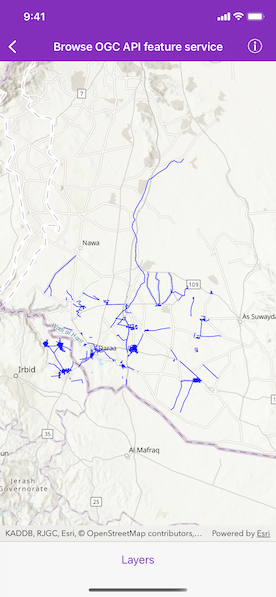 9:41
Browse OGC API feature service
7
Nawa
109
As Suwayda
Daraa
Irbid
35
Al Mafraq
Jerash
Governorate
25
KADDB, RJGC, Esri, © OpenStreetMap contributors,...
Powered by Esri
Layers